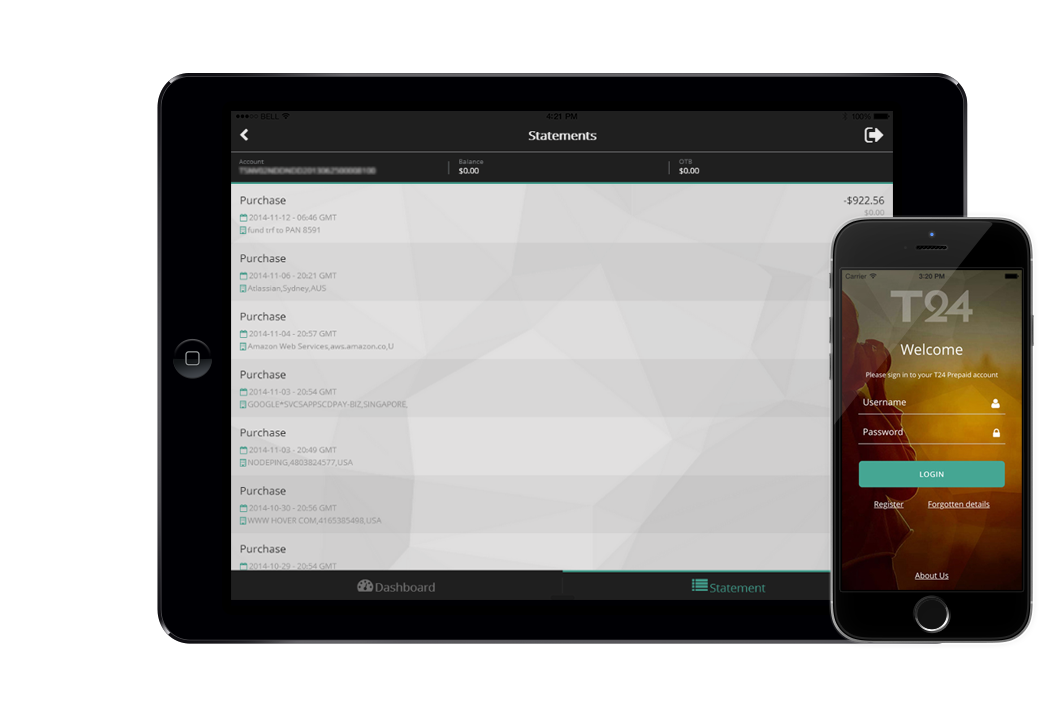 BELL
4:21 PM
100%
Statements
Account
Balance
$0.00
OTB
$0.00
Purchase
-$922.56
2014-11-12 - 06:46 GMT
$0.00
fund trf to PAN 8591
Purchase
2014-11-06 - 20:21 GMT
Atlassian,Sydney,AUS
Purchase
2014-11-04 - 20:57 GMT
Amazon Web Services,aws.amazon.co,U
Purchase
2014-11-03 - 20:54 GMT
GOOGLE*SVCSAPPSCDPAY-BIZ,SINGAPORE,
Purchase
2014-11-03 - 20:49 GMT
NODEPING,4803824577,USA
Purchase
2014-10-30 - 20:56 GMT
WWW HOVER COM,4165385498,USA
Purchase
2014-10-29 - 20:54 GMT
Dashboard
Statement
Carrier
3:20 PM
T24
Welcome
Please sign in to your T24 Prepaid account
Username
Password
LOGIN
Register
Forgotten details
About Us